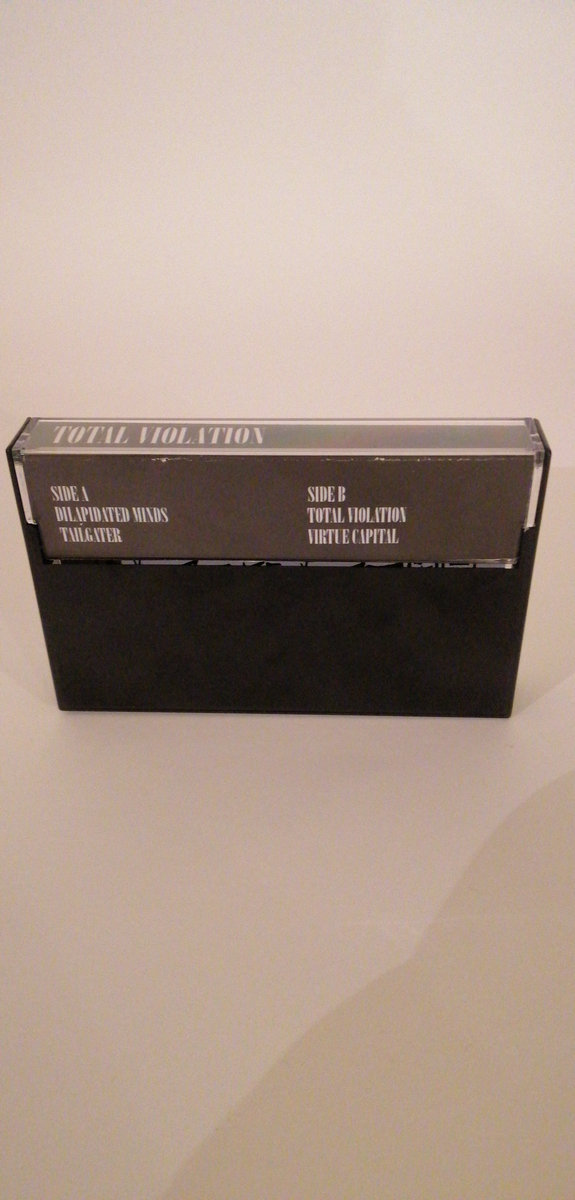 TOTAL VIOLATION
SIDE A
DILAPIDATED MINDS
TAILGATER
SIDE B
TOTAL VIOLATION
VIRTUE CAPITAL